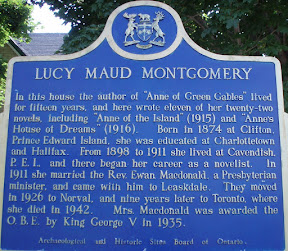 LUCY MAUD MONTGOMERY
In this house the author of "Anne of Green Gables" lived
for fifteen years, and here wrote eleven of her twenty-two
novels, including "Anne of the Island" (1915) and "Anne's
House of Dreams" (1916). Born in 1874 at Clifton,
Prince Edward Island, she was educated at Charlottetown
and Halifax. From 1898 to 1911 she lived at Cavendish,
P.E.I., and there began her career as a novelist. In
1911 she married the Rev. Ewan Macdonald, a Presbyterian
minister, and came with him to Leaskdale. They moved
in 1926 to Norval, and nine years later to Toronto, where
she died in 1942. Mrs. Macdonald was awarded the
O.B.E. by King George V in 1935.
Archaeological and Historic Sites Board of Ontario.